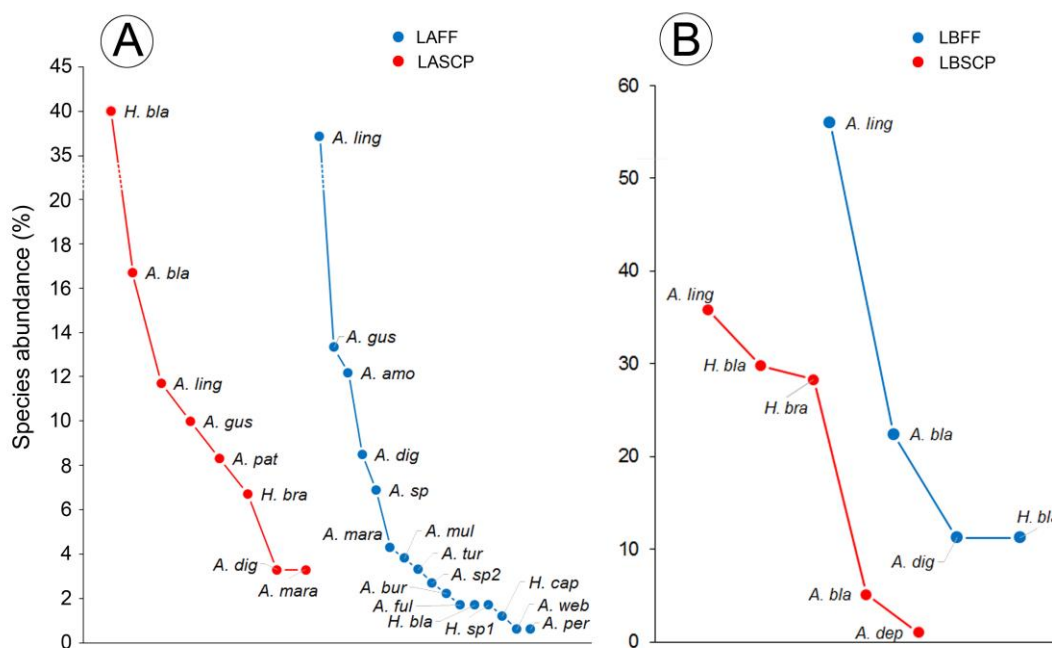 A
LAFF
LASCP
Species abundance (%)
45
40
35
20
18
16
14
12
10
8
6
4
2
0
H. bla
A. bla
A. ling
A. gus
A. pat
H. bra
A. dig
A. mara
A. ling
A. gus
A. amo
A. dig
A. sp
A. mara
A. mul
A. tur
A. sp2
A. bur
A. ful
H. bla
H. sp1
H. cap
A. web
A. per
B
LBFF
LBSCP
60
50
40
30
20
10
0
A. ling
H. bla
H. bra
A. bla
A. dep
A. ling
A. bla
A. dig
H. bla